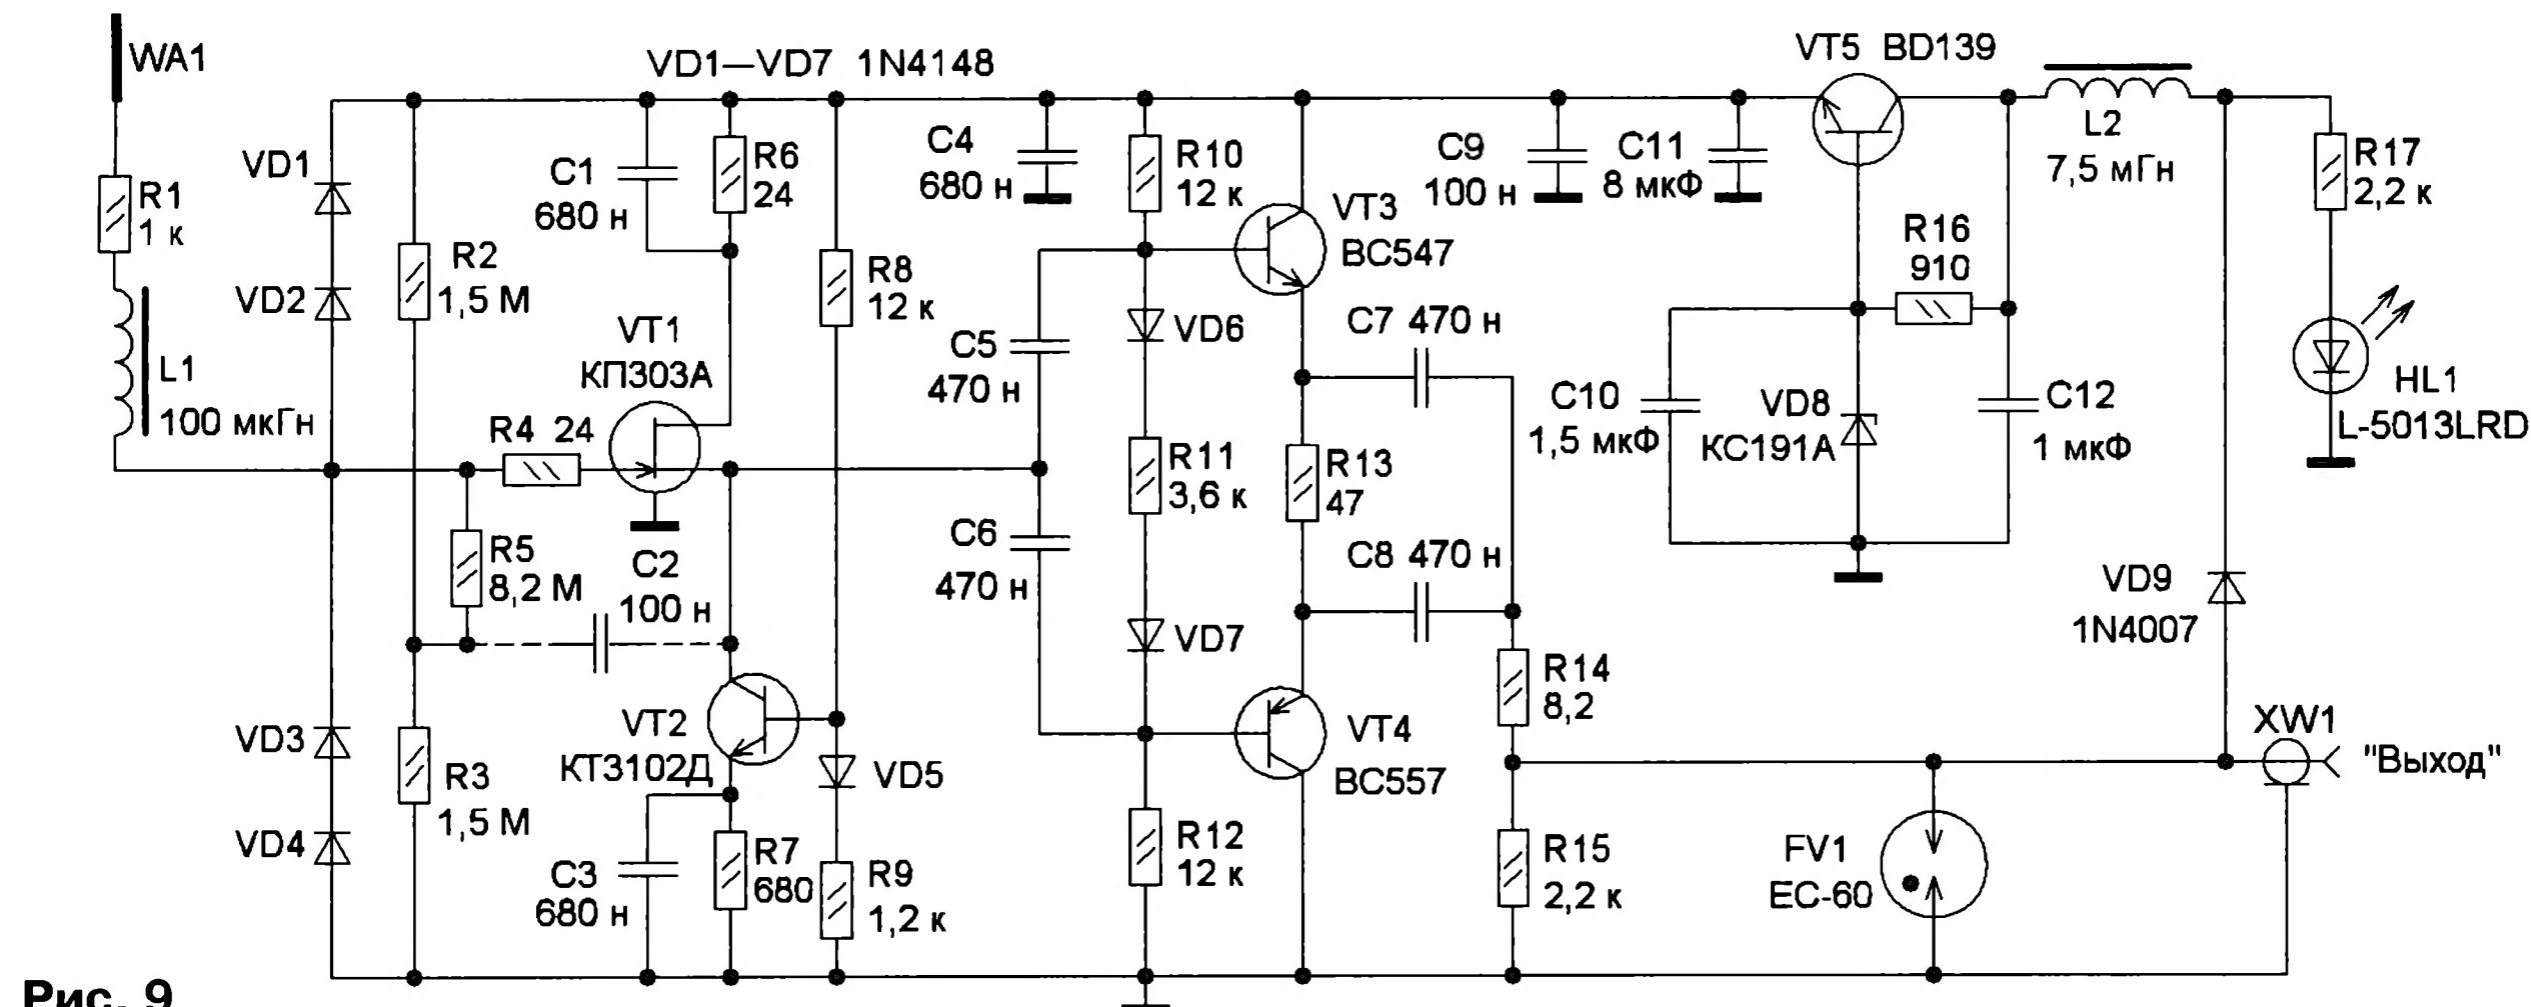 WA1
VD1—VD7 1N4148
VT5 BD139
L2
7,5 мГн
R1
1 к
L1
100 мкГн
VD1
VD2
VD3
VD4
R2
1,5 М
R3
1,5 М
R4 24
R5
8,2 М
C1
680 н
R6
24
VT1
КП303А
C2
100 н
VT2
КТ3102Д
C3
680 н
R7
680
R8
12 к
VD5
R9
1,2 к
C4
680 н
C5
470 н
C6
470 н
R10
12 к
VD6
R11
3,6 к
VD7
R12
12 к
VT3
BC547
C7 470 н
R13
47
C8 470 н
VT4
BC557
C9
100 н
C11
8 мкФ
R16
910
C10
1,5 мкФ
VD8
КС191А
C12
1 мкФ
R14
8,2
R15
2,2 к
R17
2,2 к
HL1
L-5013LRD
VD9
1N4007
FV1
EC-60
XW1
"Выход"
Рис. 9